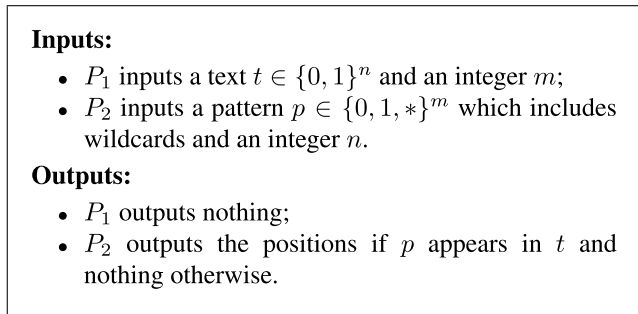 Inputs:
• P₁ inputs a text t ∈ {0, 1}ⁿ and an integer m;
• P₂ inputs a pattern p ∈ {0, 1, ∗}ᵐ which includes
wildcards and an integer n.
Outputs:
• P₁ outputs nothing;
• P₂ outputs the positions if p appears in t and
nothing otherwise.